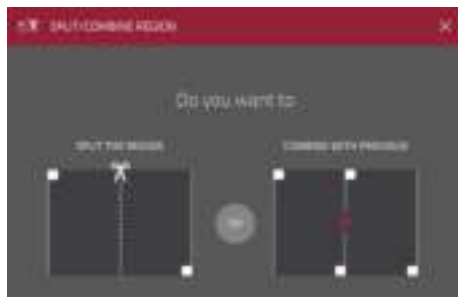 SPLIT/COMBINE REGION
Do you want to
SPLIT THE REGION
COMBINE WITH PREVIOUS